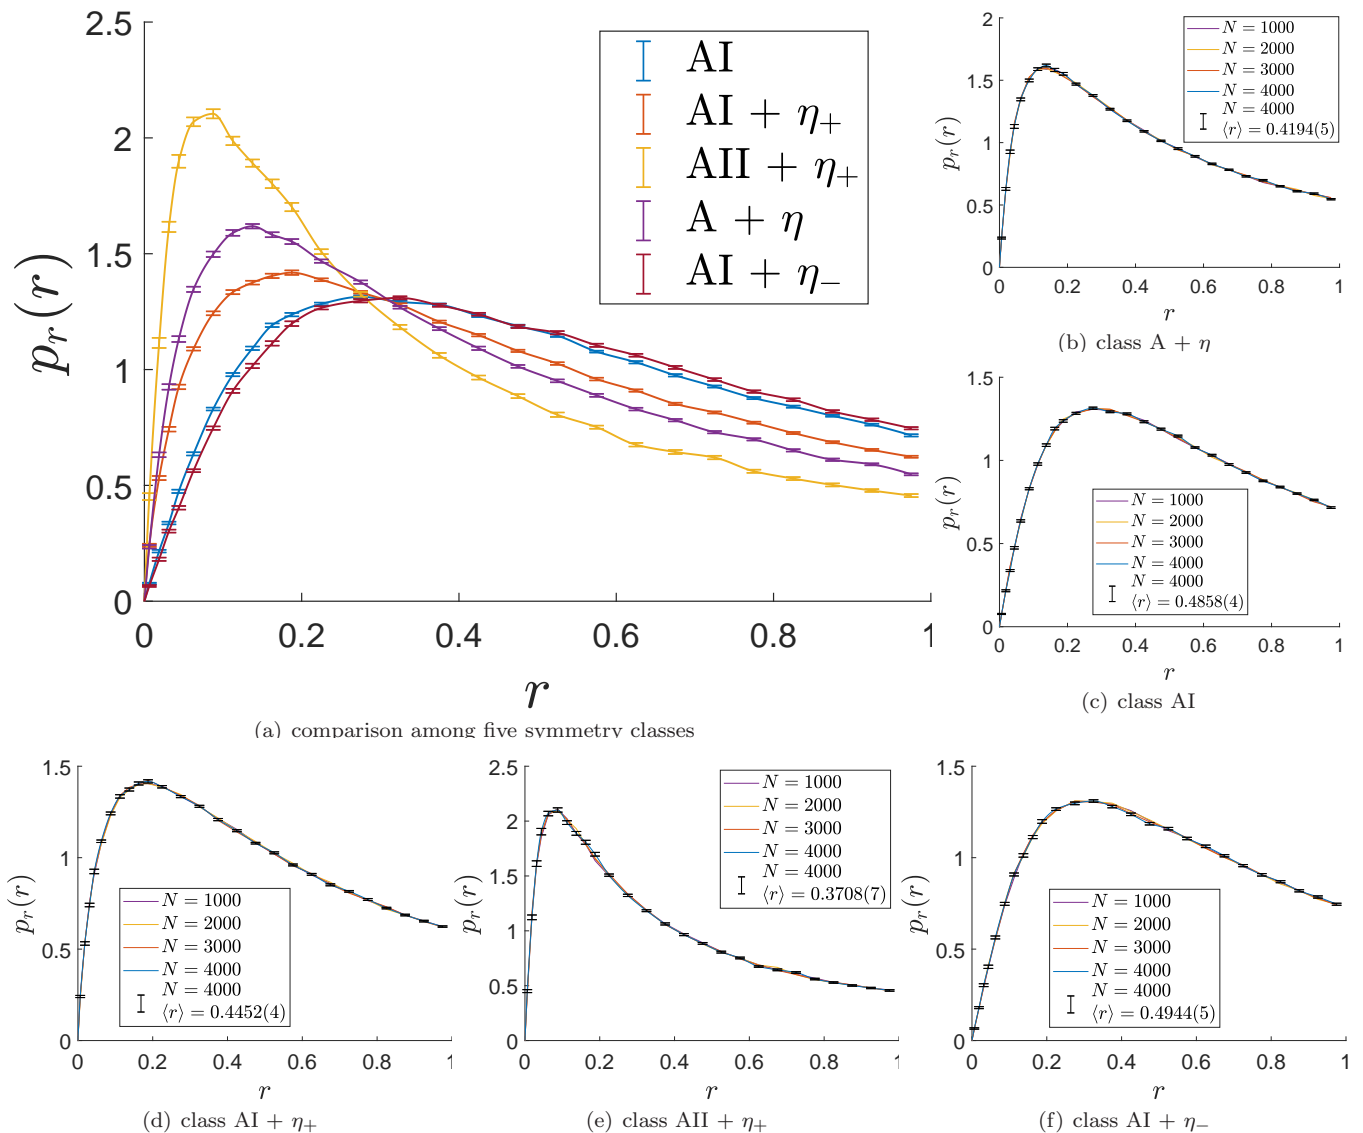 2.5
2
1.5
1
0.5
0
0 0.2 0.4 0.6 0.8 1
p_r(r)
r
AI
AI + η₊
AII + η₊
A + η
AI + η₋
(a) comparison among five symmetry classes
2
1.5
1
0.5
0
0 0.2 0.4 0.6 0.8 1
p_r(r)
r
N = 1000
N = 2000
N = 3000
N = 4000
N = 4000
⟨r⟩ = 0.4194(5)
(b) class A + η
1.5
1
0.5
0
0 0.2 0.4 0.6 0.8 1
p_r(r)
r
N = 1000
N = 2000
N = 3000
N = 4000
N = 4000
⟨r⟩ = 0.4858(4)
(c) class AI
1.5
1
0.5
0
0 0.2 0.4 0.6 0.8 1
p_r(r)
r
N = 1000
N = 2000
N = 3000
N = 4000
N = 4000
⟨r⟩ = 0.4452(4)
(d) class AI + η₊
2.5
2
1.5
1
0.5
0
0 0.2 0.4 0.6 0.8 1
p_r(r)
r
N = 1000
N = 2000
N = 3000
N = 4000
N = 4000
⟨r⟩ = 0.3708(7)
(e) class AII + η₊
1.5
1
0.5
0
0 0.2 0.4 0.6 0.8 1
p_r(r)
r
N = 1000
N = 2000
N = 3000
N = 4000
N = 4000
⟨r⟩ = 0.4944(5)
(f) class AI + η₋